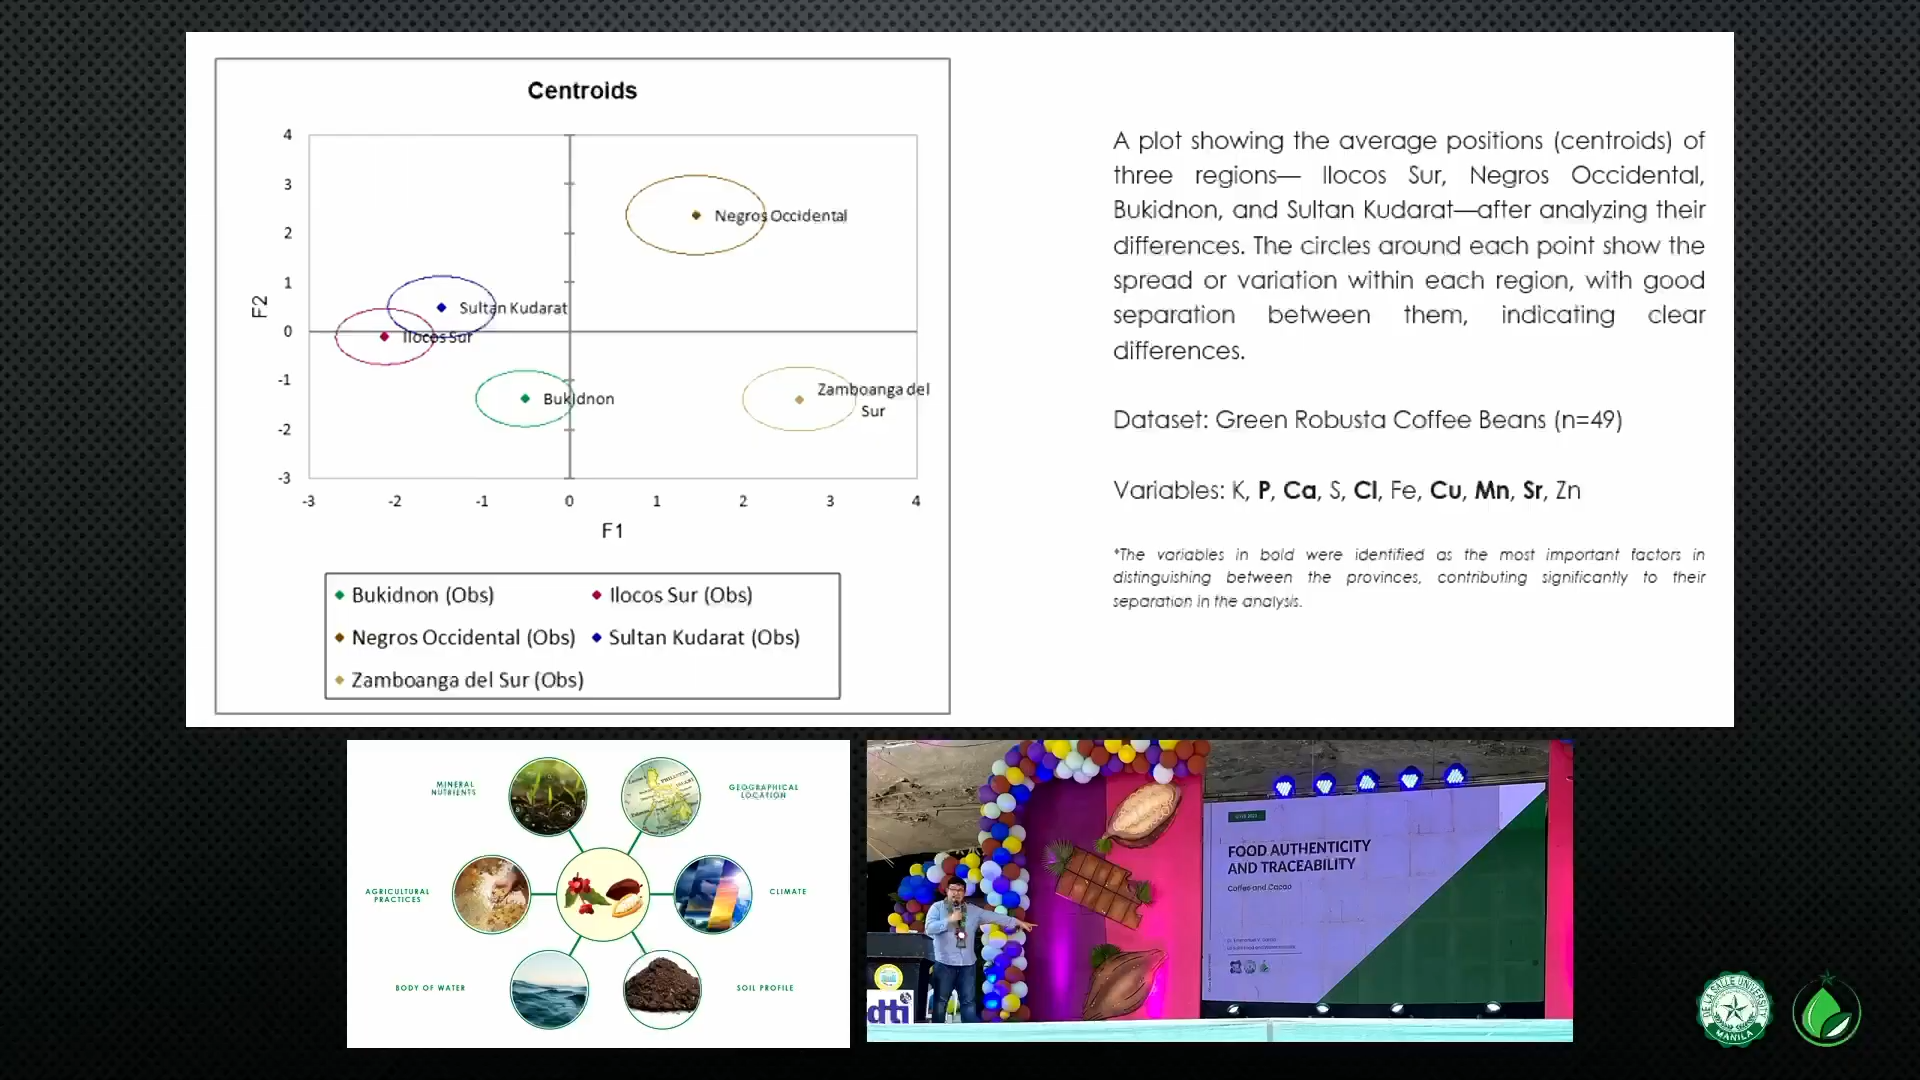 Centroids
4
3
2
1
0
-1
-2
-3
F2
Negros Occidental
Sultan Kudarat
Ilocos Sur
Bukidnon
Zamboanga del
Sur
-3 -2 -1 0 1 2 3 4
F1
Bukidnon (Obs) Ilocos Sur (Obs)
Negros Occidental (Obs) Sultan Kudarat (Obs)
Zamboanga del Sur (Obs)
A plot showing the average positions (centroids) of
three regions— Ilocos Sur, Negros Occidental,
Bukidnon, and Sultan Kudarat—after analyzing their
differences. The circles around each point show the
spread or variation within each region, with good
separation between them, indicating clear
differences.
Dataset: Green Robusta Coffee Beans (n=49)
Variables: K, P, Ca, S, Cl, Fe, Cu, Mn, Sr, Zn
*The variables in bold were identified as the most important factors in
distinguishing between the provinces, contributing significantly to their
separation in the analysis.
MINERAL
NUTRIENTS
GEOGRAPHICAL
LOCATION
AGRICULTURAL
PRACTICES
CLIMATE
BODY OF WATER
SOIL PROFILE
FOOD AUTHENTICITY
AND TRACEABILITY
Coffee and Cacao
dti
DE LA SALLE UNIVERSITY
MANILA